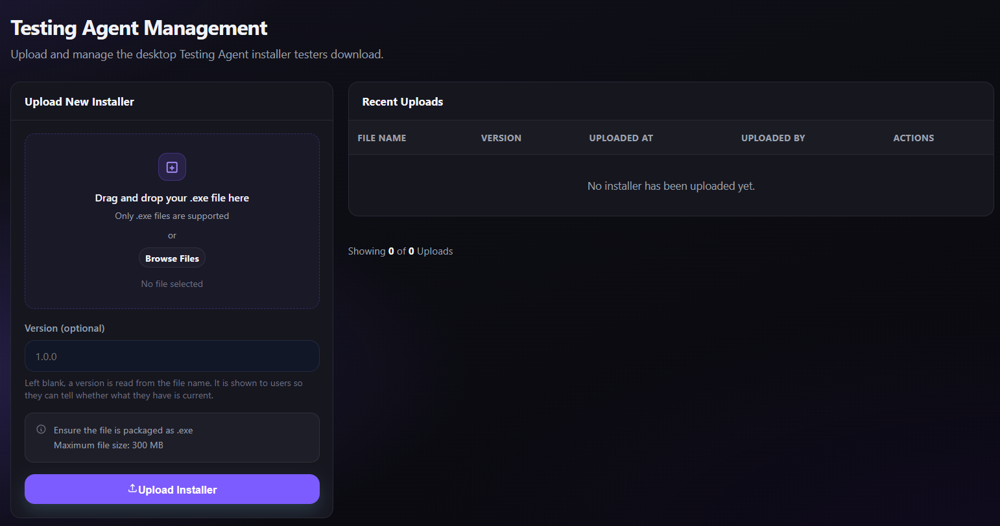 Testing Agent Management
Upload and manage the desktop Testing Agent installer testers download.
Upload New Installer
Drag and drop your .exe file here
Only .exe files are supported
or
Browse Files
No file selected
Version (optional)
1.0.0
Left blank, a version is read from the file name. It is shown to users so
they can tell whether what they have is current.
Ensure the file is packaged as .exe
Maximum file size: 300 MB
Upload Installer
Recent Uploads
FILE NAME VERSION UPLOADED AT UPLOADED BY ACTIONS
No installer has been uploaded yet.
Showing 0 of 0 Uploads